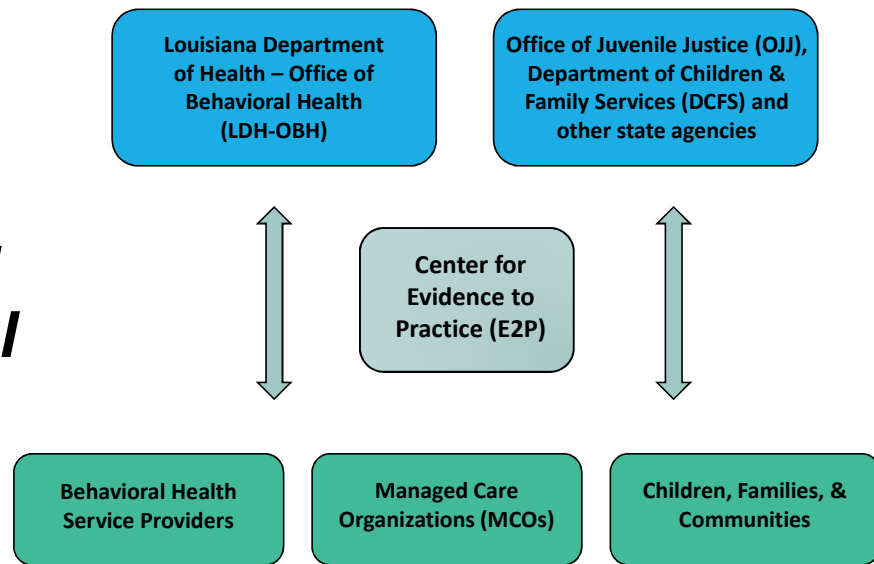 Louisiana Department
of Health – Office of
Behavioral Health
(LDH-OBH)
Office of Juvenile Justice (OJJ),
Department of Children &
Family Services (DCFS) and
other state agencies
Center for
Evidence to
Practice (E2P)
Behavioral Health
Service Providers
Managed Care
Organizations (MCOs)
Children, Families, &
Communities